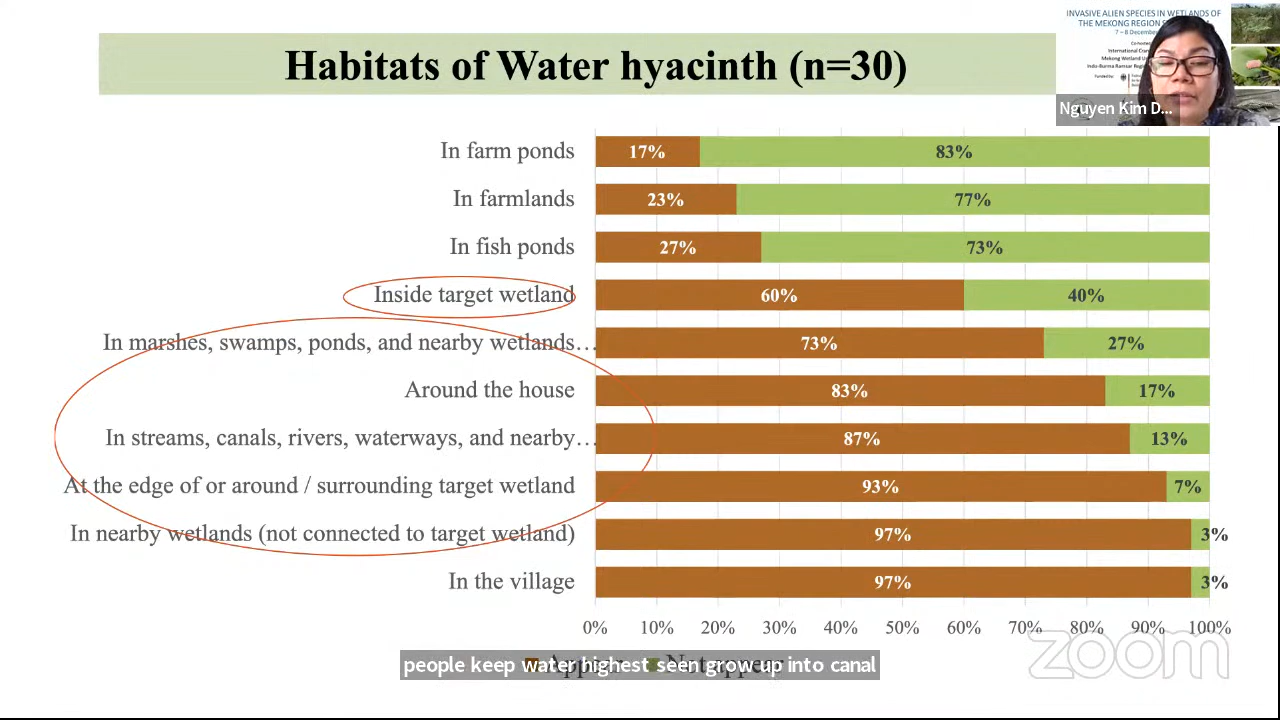 INVASIVE ALIEN SPECIES IN WETLANDS OF
THE MEKONG REGION
7 – 8 December
Habitats of Water hyacinth (n=30)
Nguyen Kim D...
In farm ponds 17% 83%
In farmlands 23% 77%
In fish ponds 27% 73%
Inside target wetland 60% 40%
In marshes, swamps, ponds, and nearby wetlands… 73% 27%
Around the house 83% 17%
In streams, canals, rivers, waterways, and nearby… 87% 13%
At the edge of or around / surrounding target wetland 93% 7%
In nearby wetlands (not connected to target wetland) 97% 3%
In the village 97% 3%
0% 10% 20% 30% 40% 50% 60% 70% 80% 90% 100%
zoom
people keep water highest seen grow up into canal